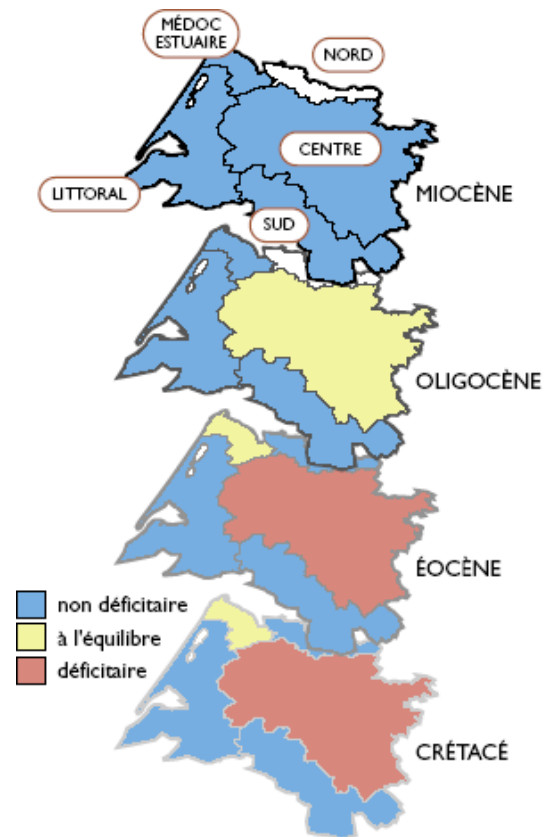 MÉDOC
ESTUAIRE
NORD
CENTRE
LITTORAL
MIOCÈNE
SUD
OLIGOCÈNE
ÉOCÈNE
non déficitaire
à l'équilibre
déficitaire
CRÉTACÉ